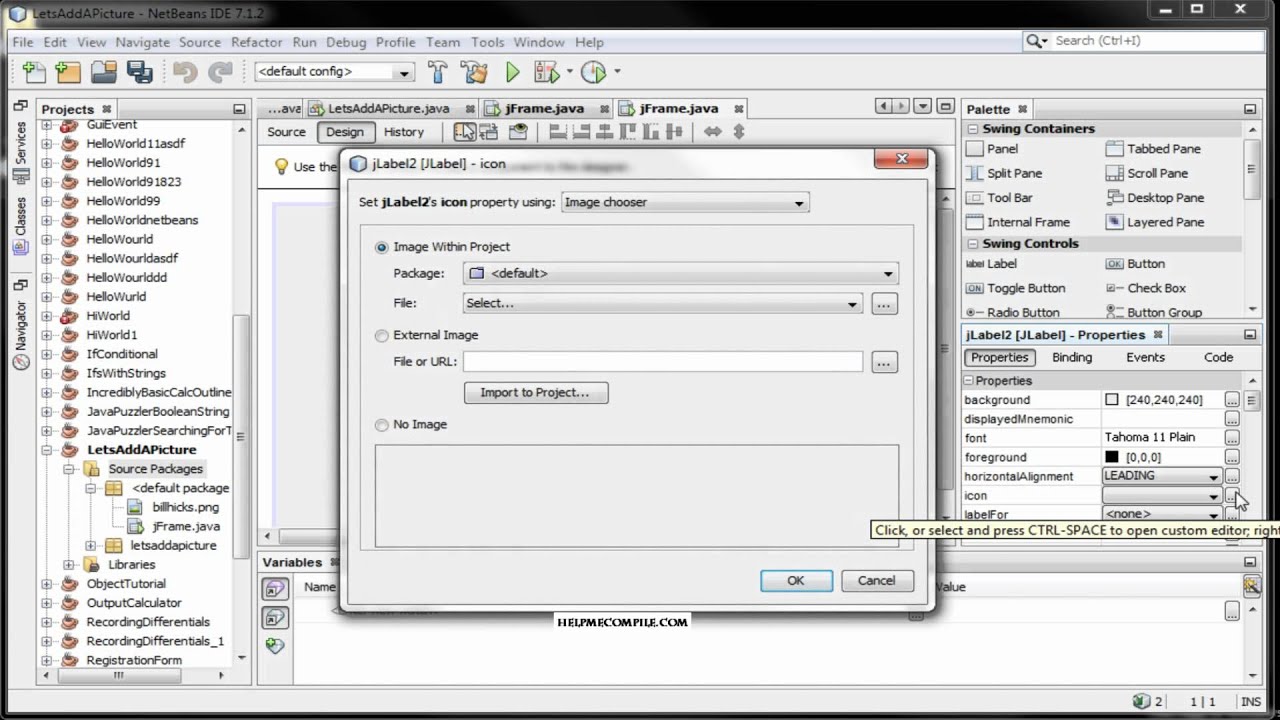 LetsAddAPicture - NetBeans IDE 7.1.2
File Edit View Navigate Source Refactor Run Debug Profile Team Tools Window Help
Search (Ctrl+I)
<default config>
Projects
...ava LetsAddAPicture.java jFrame.java jFrame.java
Source Design History
Use the
Services
Classes
Navigator
GuiEvent
HelloWorld11asdf
HelloWorld91
HelloWorld91823
HelloWorld99
HelloWorldnetbeans
HelloWourld
HelloWourldasdf
HelloWourldddd
HelloWurld
HiWorld
HiWorld1
IfConditional
IfsWithStrings
IncrediblyBasicCalcOutline
JavaPuzzlerBooleanString
JavaPuzzlerSearchingForT
LetsAddAPicture
Source Packages
<default package
billhicks.png
jFrame.java
letsaddapicture
Libraries
ObjectTutorial
OutputCalculator
RecordingDifferentials
RecordingDifferentials_1
RegistrationForm
jLabel2 [JLabel] - icon
Set jLabel2's icon property using: Image chooser
Image Within Project
Package: <default>
File: Select... ...
External Image
File or URL: ...
Import to Project...
No Image
OK Cancel
Palette
Swing Containers
Panel Tabbed Pane
Split Pane Scroll Pane
Tool Bar Desktop Pane
Internal Frame Layered Pane
Swing Controls
label Label OK Button
ON Toggle Button Check Box
Radio Button Button Group
jLabel2 [JLabel] - Properties
Properties Binding Events Code
Properties
background [240,240,240] ...
displayedMnemonic ...
font Tahoma 11 Plain ...
foreground [0,0,0] ...
horizontalAlignment LEADING ...
icon ...
labelFor <none> ...
Click, or select and press CTRL-SPACE to open custom editor; right
Variables
Name Value
HELPMECOMPILE.COM
2 1 | 1 INS